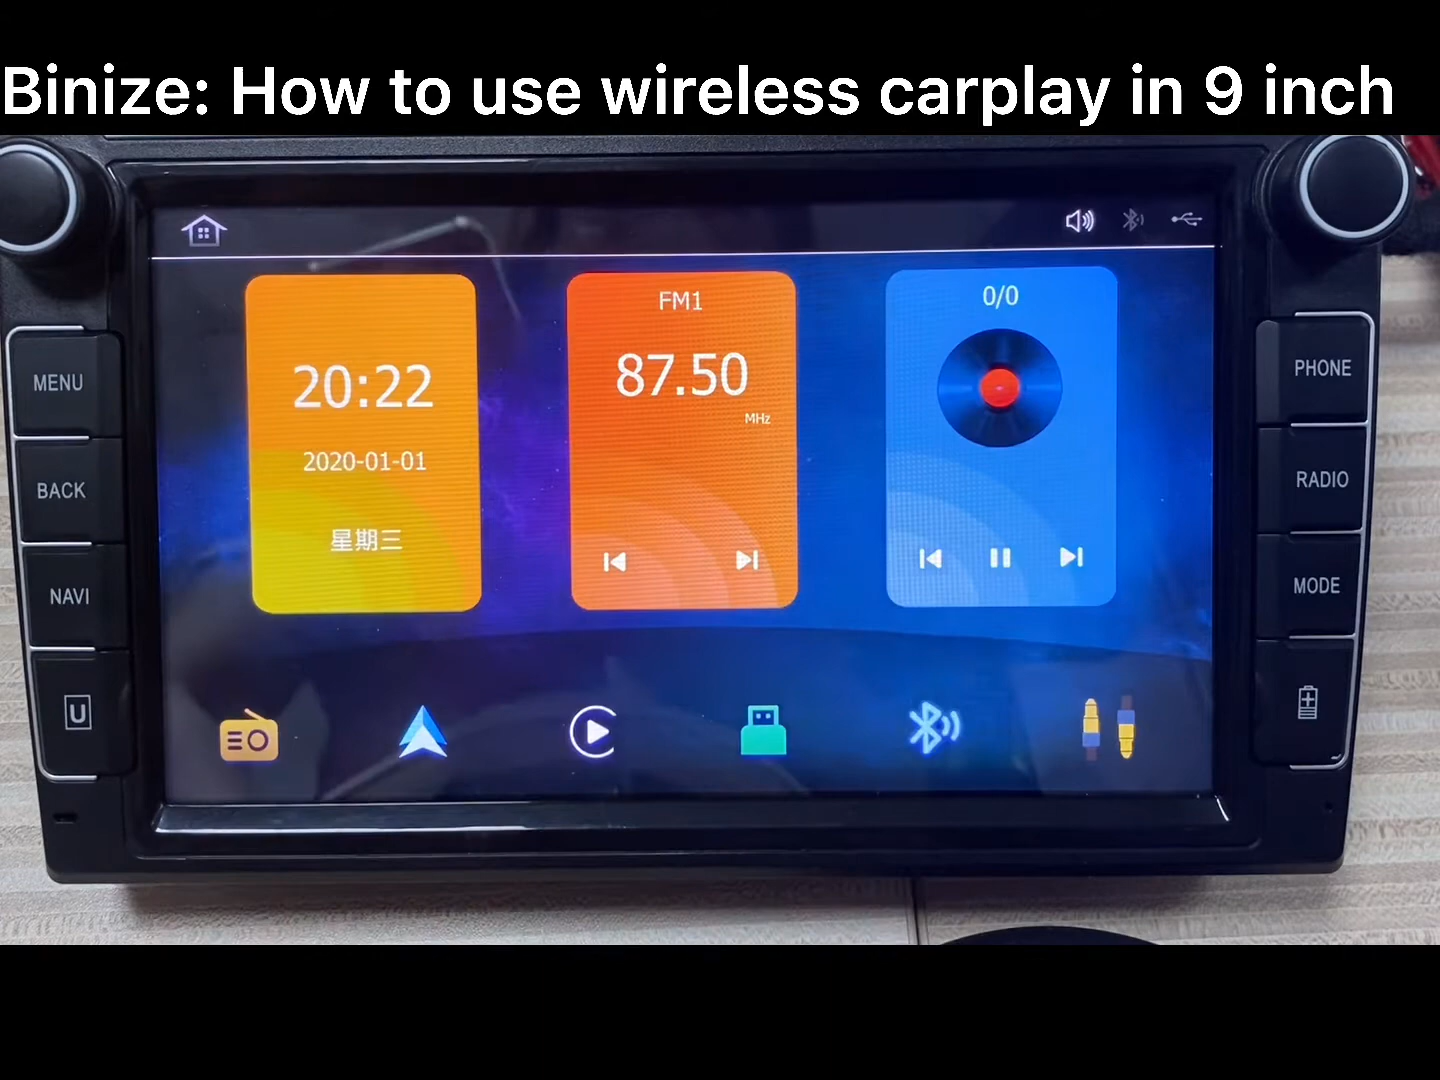 Binize: How to use wireless carplay in 9 inch
20:22
2020-01-01
星期三
FM1
87.50
MHz
0/0
MENU
BACK
NAVI
U
PHONE
RADIO
MODE